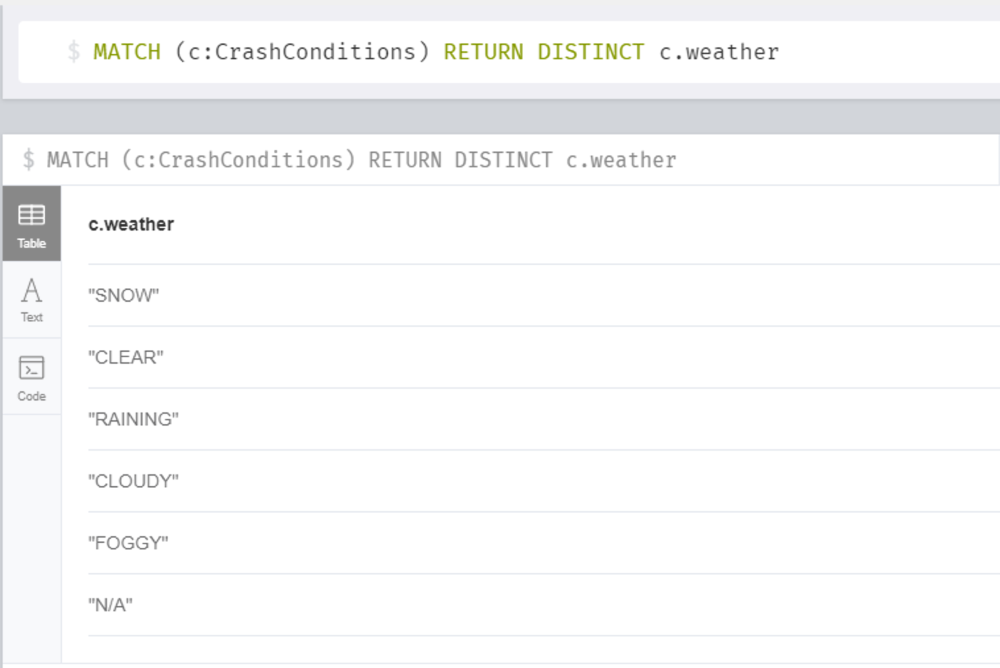 $ MATCH (c:CrashConditions) RETURN DISTINCT c.weather
$ MATCH (c:CrashConditions) RETURN DISTINCT c.weather
Table
Text
Code
c.weather
"SNOW"
"CLEAR"
"RAINING"
"CLOUDY"
"FOGGY"
"N/A"